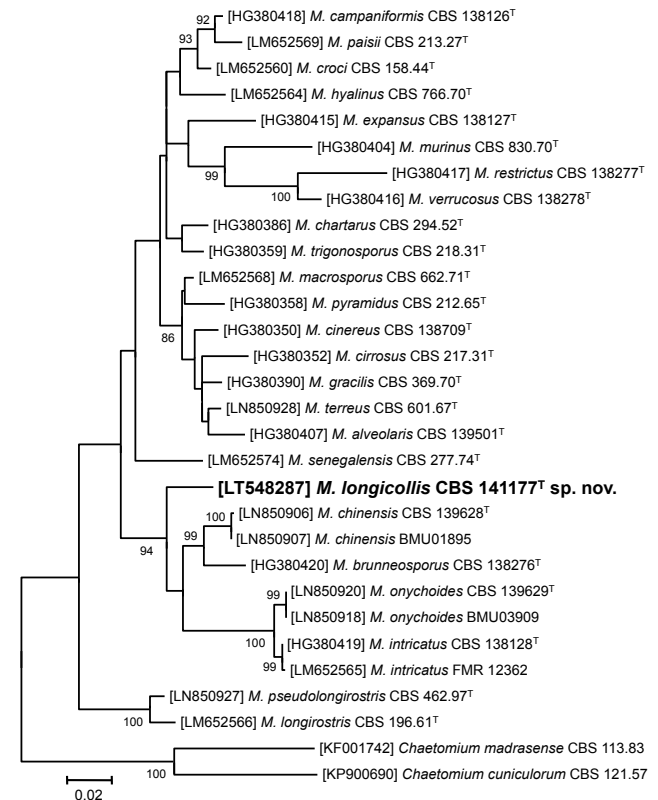 92
[HG380418] M. campaniformis CBS 138126ᵀ
93
[LM652569] M. paisii CBS 213.27ᵀ
[LM652560] M. croci CBS 158.44ᵀ
[LM652564] M. hyalinus CBS 766.70ᵀ
[HG380415] M. expansus CBS 138127ᵀ
[HG380404] M. murinus CBS 830.70ᵀ
99
[HG380417] M. restrictus CBS 138277ᵀ
100
[HG380416] M. verrucosus CBS 138278ᵀ
[HG380386] M. chartarus CBS 294.52ᵀ
[HG380359] M. trigonosporus CBS 218.31ᵀ
[LM652568] M. macrosporus CBS 662.71ᵀ
[HG380358] M. pyramidus CBS 212.65ᵀ
86
[HG380350] M. cinereus CBS 138709ᵀ
[HG380352] M. cirrosus CBS 217.31ᵀ
[HG380390] M. gracilis CBS 369.70ᵀ
[LN850928] M. terreus CBS 601.67ᵀ
[HG380407] M. alveolaris CBS 139501ᵀ
[LM652574] M. senegalensis CBS 277.74ᵀ
[LT548287] M. longicollis CBS 141177ᵀ sp. nov.
100
[LN850906] M. chinensis CBS 139628ᵀ
99
[LN850907] M. chinensis BMU01895
94
[HG380420] M. brunneosporus CBS 138276ᵀ
99
[LN850920] M. onychoides CBS 139629ᵀ
[LN850918] M. onychoides BMU03909
100
[HG380419] M. intricatus CBS 138128ᵀ
99
[LM652565] M. intricatus FMR 12362
[LN850927] M. pseudolongirostris CBS 462.97ᵀ
100
[LM652566] M. longirostris CBS 196.61ᵀ
[KF001742] Chaetomium madrasense CBS 113.83
100
[KP900690] Chaetomium cuniculorum CBS 121.57
0.02